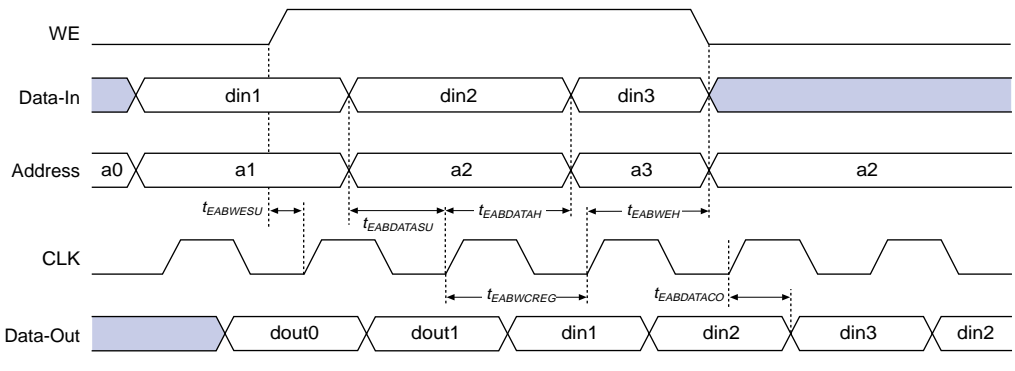 WE
Data-In din1 din2 din3
Address a0 a1 a2 a3 a2
tEABWESU tEABDATASU tEABDATAH tEABWEH
CLK
tEABWCREG tEABDATACO
Data-Out dout0 dout1 din1 din2 din3 din2